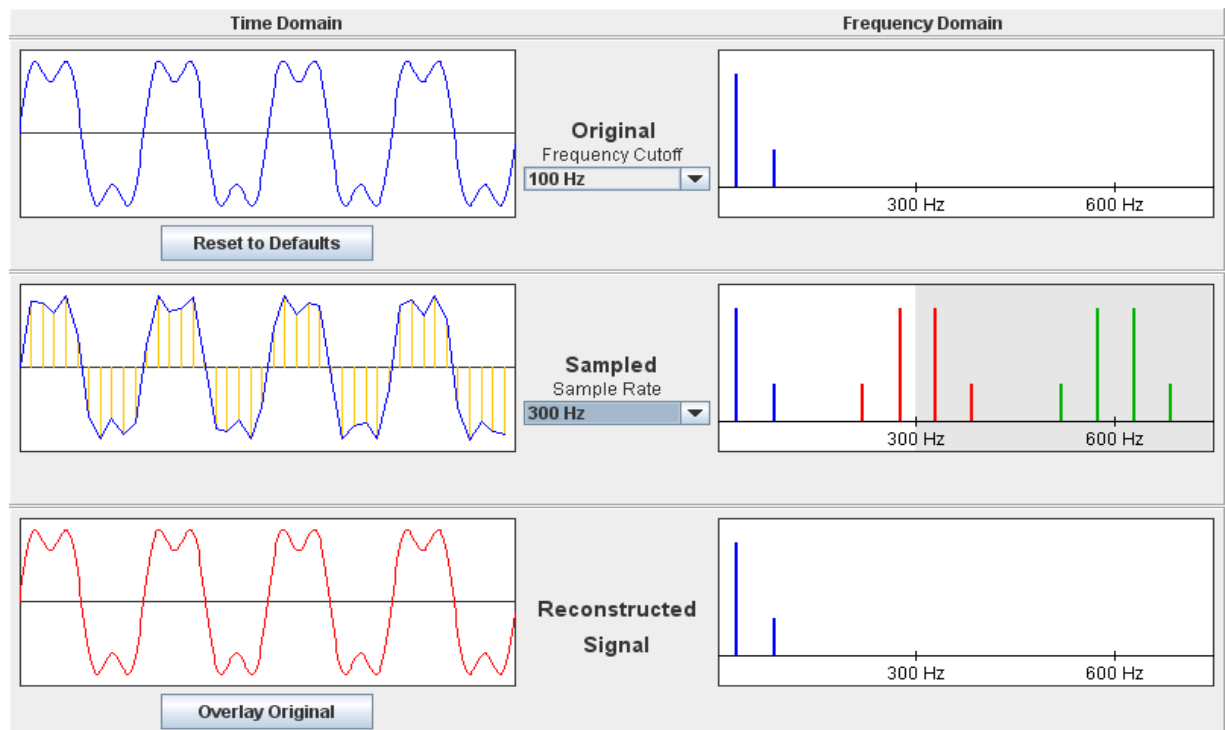 Time Domain
Frequency Domain
Original
Frequency Cutoff
100 Hz
300 Hz
600 Hz
Reset to Defaults
Sampled
Sample Rate
300 Hz
300 Hz
600 Hz
Reconstructed
Signal
300 Hz
600 Hz
Overlay Original